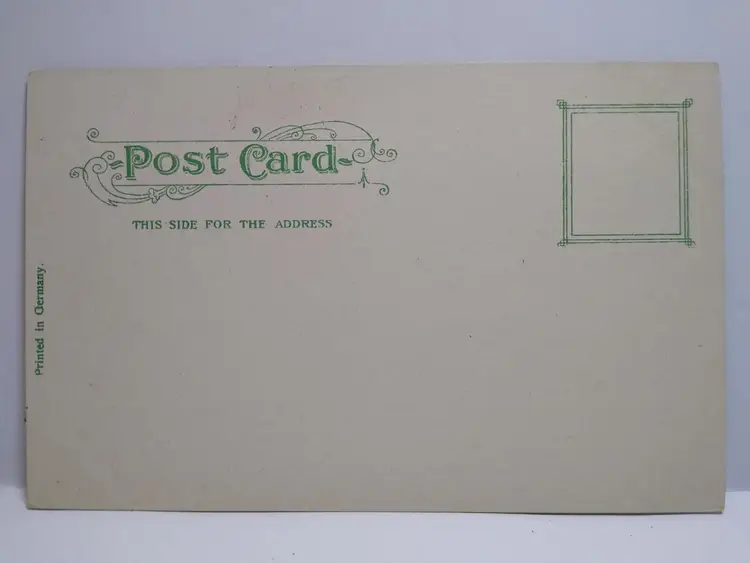 Post Card
THIS SIDE FOR THE ADDRESS
Printed in Germany.